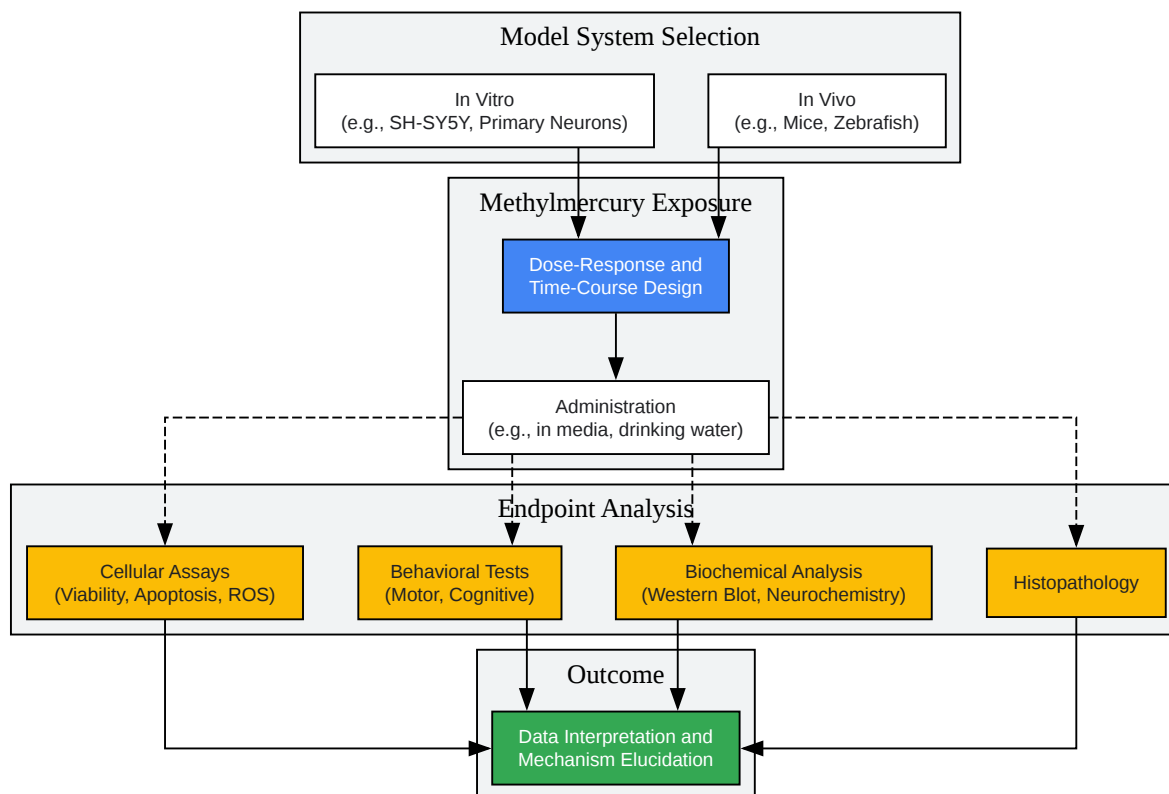 Model System Selection
In Vitro
(e.g., SH-SY5Y, Primary Neurons)
In Vivo
(e.g., Mice, Zebrafish)
Methylmercury Exposure
Dose-Response and
Time-Course Design
Administration
(e.g., in media, drinking water)
Endpoint Analysis
Cellular Assays
(Viability, Apoptosis, ROS)
Behavioral Tests
(Motor, Cognitive)
Biochemical Analysis
(Western Blot, Neurochemistry)
Histopathology
Outcome
Data Interpretation and
Mechanism Elucidation